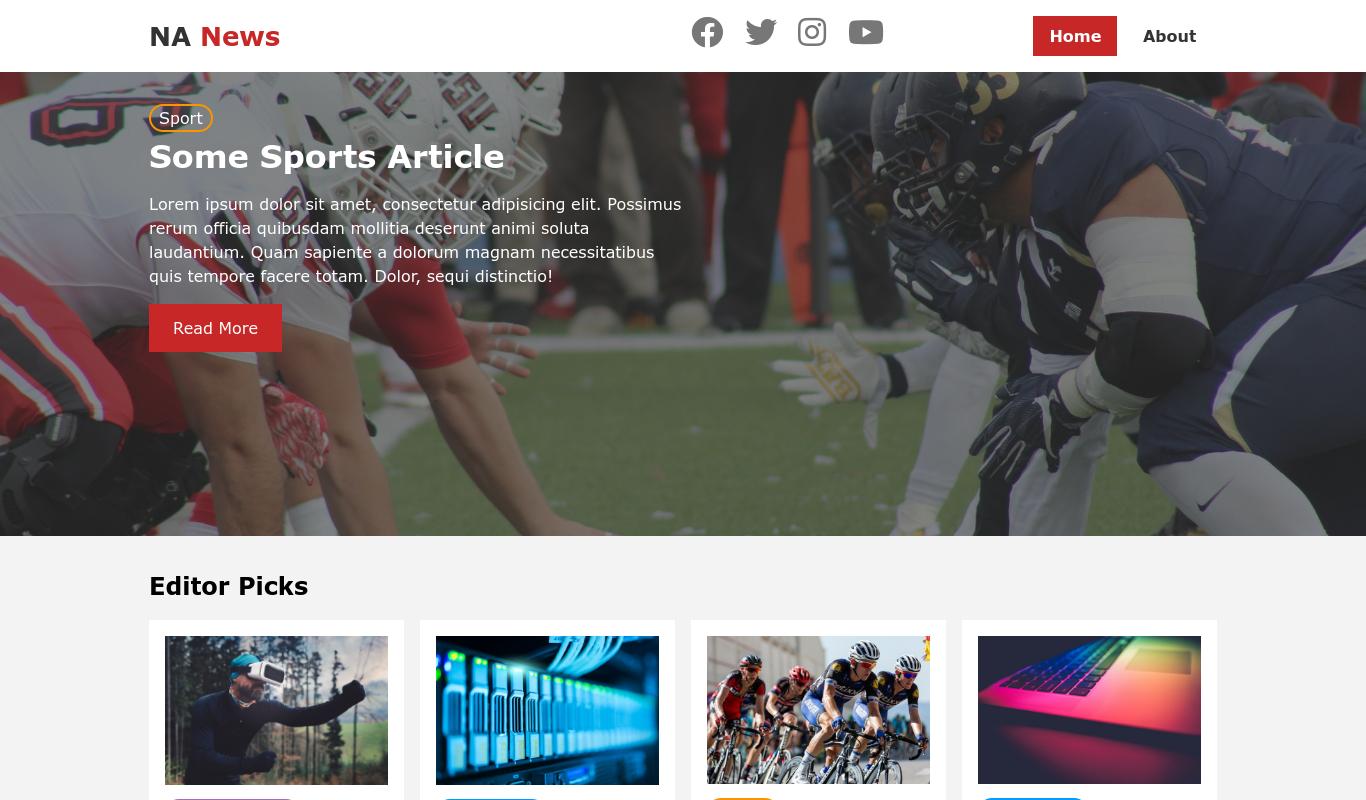 NA News
Home
About
Sport
Some Sports Article
Lorem ipsum dolor sit amet, consectetur adipisicing elit. Possimus
rerum officia quibusdam mollitia deserunt animi soluta
laudantium. Quam sapiente a dolorum magnam necessitatibus
quis tempore facere totam. Dolor, sequi distinctio!
Read More
Editor Picks